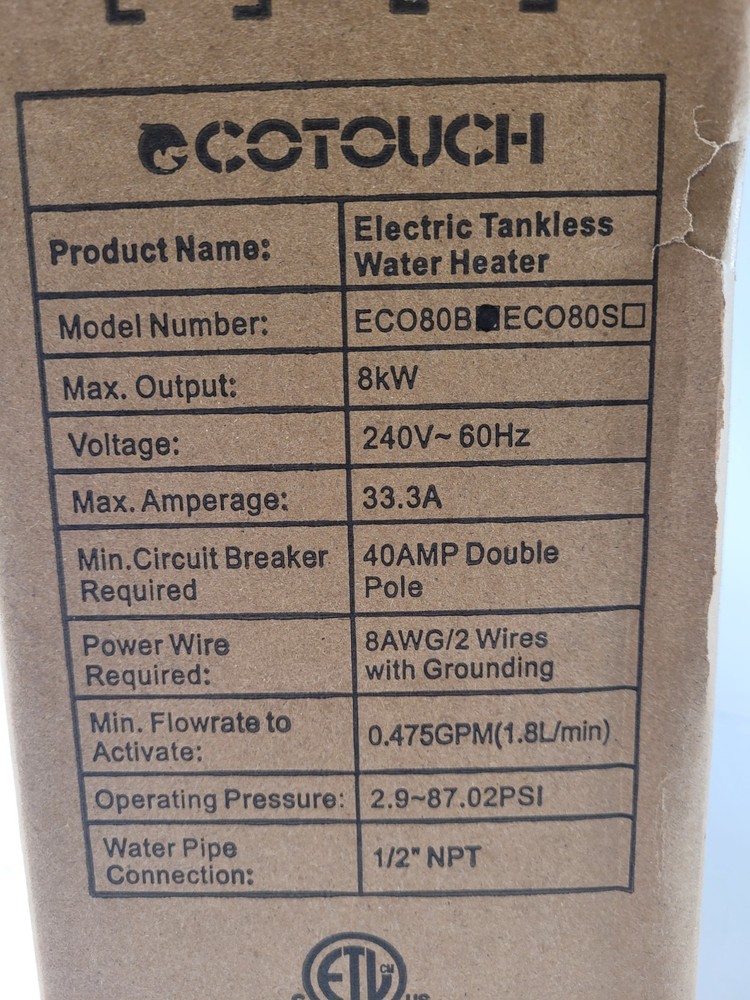 ECOTOUCH
Product Name: Electric Tankless
Water Heater
Model Number: ECO80B■ECO80S□
Max. Output: 8kW
Voltage: 240V~ 60Hz
Max. Amperage: 33.3A
Min.Circuit Breaker
Required 40AMP Double
Pole
Power Wire
Required: 8AWG/2 Wires
with Grounding
Min. Flowrate to
Activate: 0.475GPM(1.8L/min)
Operating Pressure: 2.9~87.02PSI
Water Pipe
Connection: 1/2" NPT
ETL CM
C US